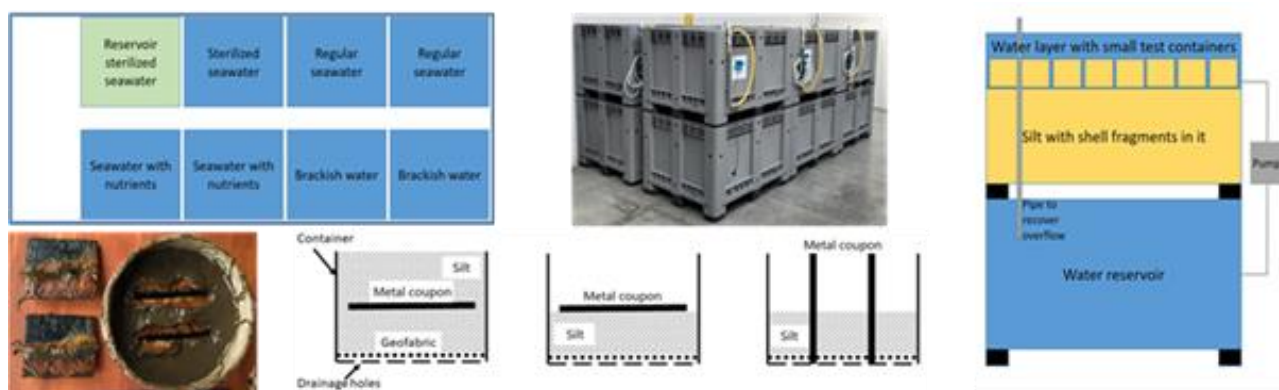 Reservoir
sterilized
seawater
Sterilized
seawater
Regular
seawater
Regular
seawater
Seawater with
nutrients
Seawater with
nutrients
Brackish water
Brackish water
Container
Silt
Metal coupon
Geofabric
Drainage holes
Metal coupon
Silt
Metal coupon
Silt
Water layer with small test containers
Silt with shell fragments in it
Pump
Pipe to
recover
overflow
Water reservoir